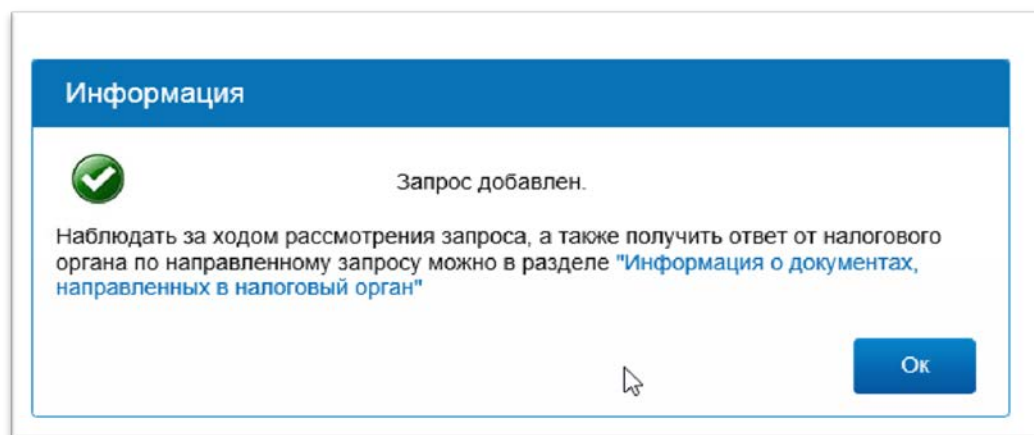 Информация
Запрос добавлен.
Наблюдать за ходом рассмотрения запроса, а также получить ответ от налогового
органа по направленному запросу можно в разделе "Информация о документах,
направленных в налоговый орган"
Ок